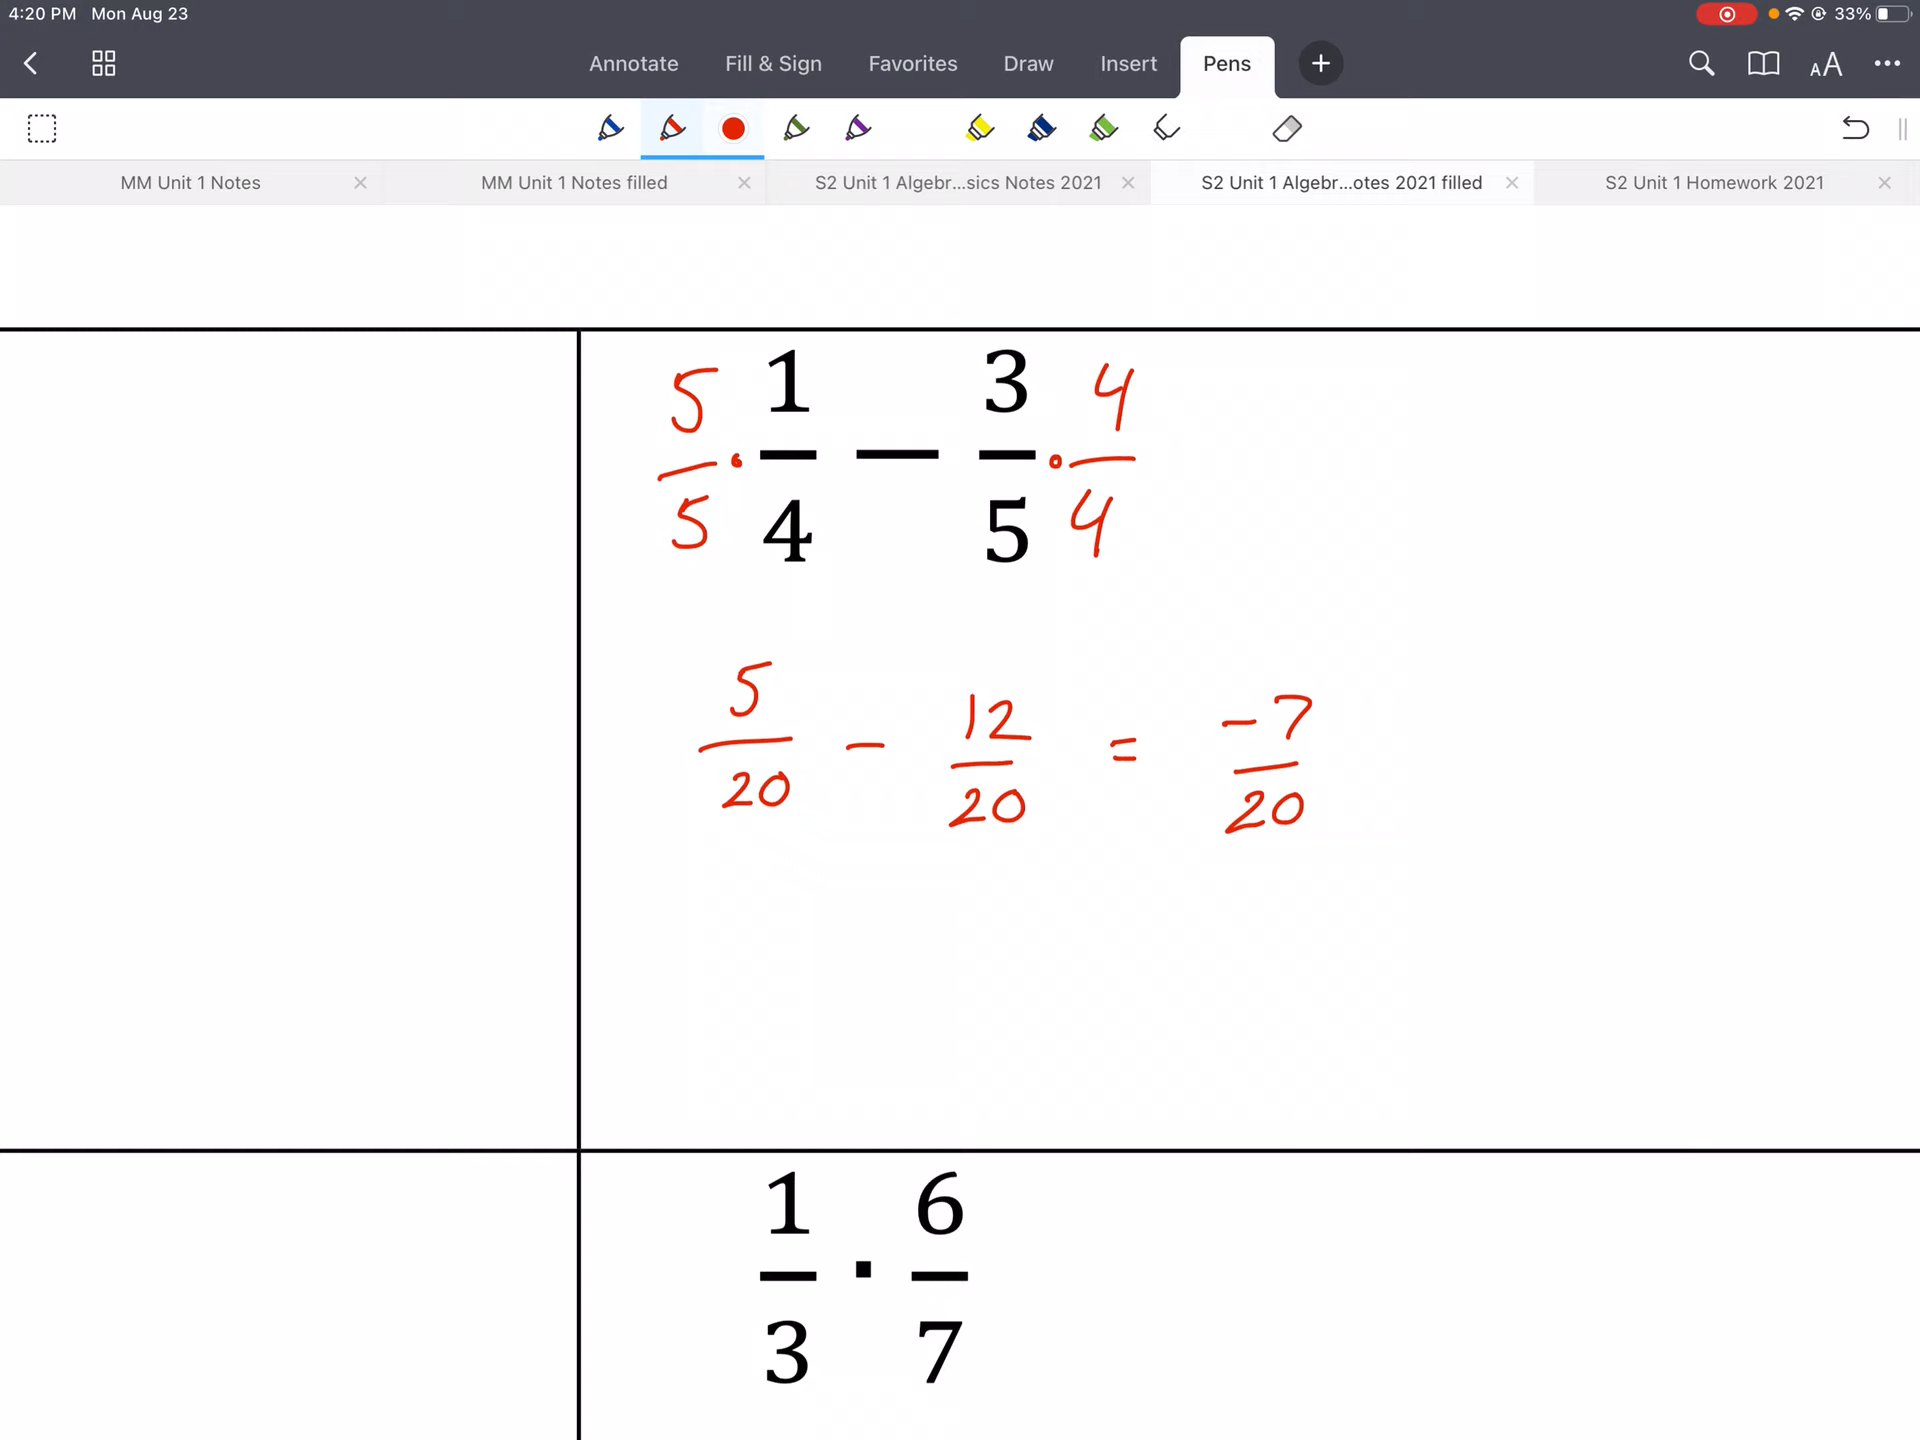 4:20 PM Mon Aug 23 33%
Annotate Fill & Sign Favorites Draw Insert Pens + AA
MM Unit 1 Notes × MM Unit 1 Notes filled × S2 Unit 1 Algebr...sics Notes 2021 × S2 Unit 1 Algebr...otes 2021 filled × S2 Unit 1 Homework 2021 ×
5/5 · 1/4 — 3/5 · 4/4
5/20 - 12/20 = -7/20
1/3 · 6/7